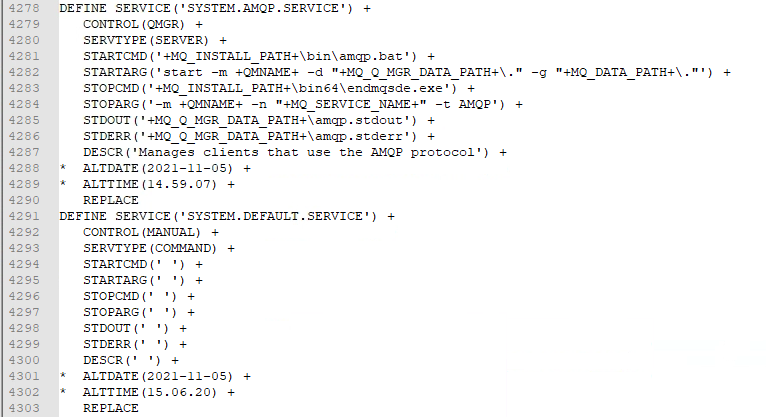 4278 DEFINE SERVICE('SYSTEM.AMQP.SERVICE') +
4279    CONTROL(QMGR) +
4280    SERVTYPE(SERVER) +
4281    STARTCMD('+MQ_INSTALL_PATH+\bin\amqp.bat') +
4282    STARTARG('start -m +QMNAME+ -d "+MQ_Q_MGR_DATA_PATH+\." -g "+MQ_DATA_PATH+\."') +
4283    STOPCMD('+MQ_INSTALL_PATH+\bin64\endmqsde.exe') +
4284    STOPARG('-m +QMNAME+ -n "+MQ_SERVICE_NAME+" -t AMQP') +
4285    STDOUT('+MQ_Q_MGR_DATA_PATH+\amqp.stdout') +
4286    STDERR('+MQ_Q_MGR_DATA_PATH+\amqp.stderr') +
4287    DESCR('Manages clients that use the AMQP protocol') +
4288 *  ALTDATE(2021-11-05) +
4289 *  ALTTIME(14.59.07) +
4290    REPLACE
4291 DEFINE SERVICE('SYSTEM.DEFAULT.SERVICE') +
4292    CONTROL(MANUAL) +
4293    SERVTYPE(COMMAND) +
4294    STARTCMD(' ') +
4295    STARTARG(' ') +
4296    STOPCMD(' ') +
4297    STOPARG(' ') +
4298    STDOUT(' ') +
4299    STDERR(' ') +
4300    DESCR(' ') +
4301 *  ALTDATE(2021-11-05) +
4302 *  ALTTIME(15.06.20) +
4303    REPLACE